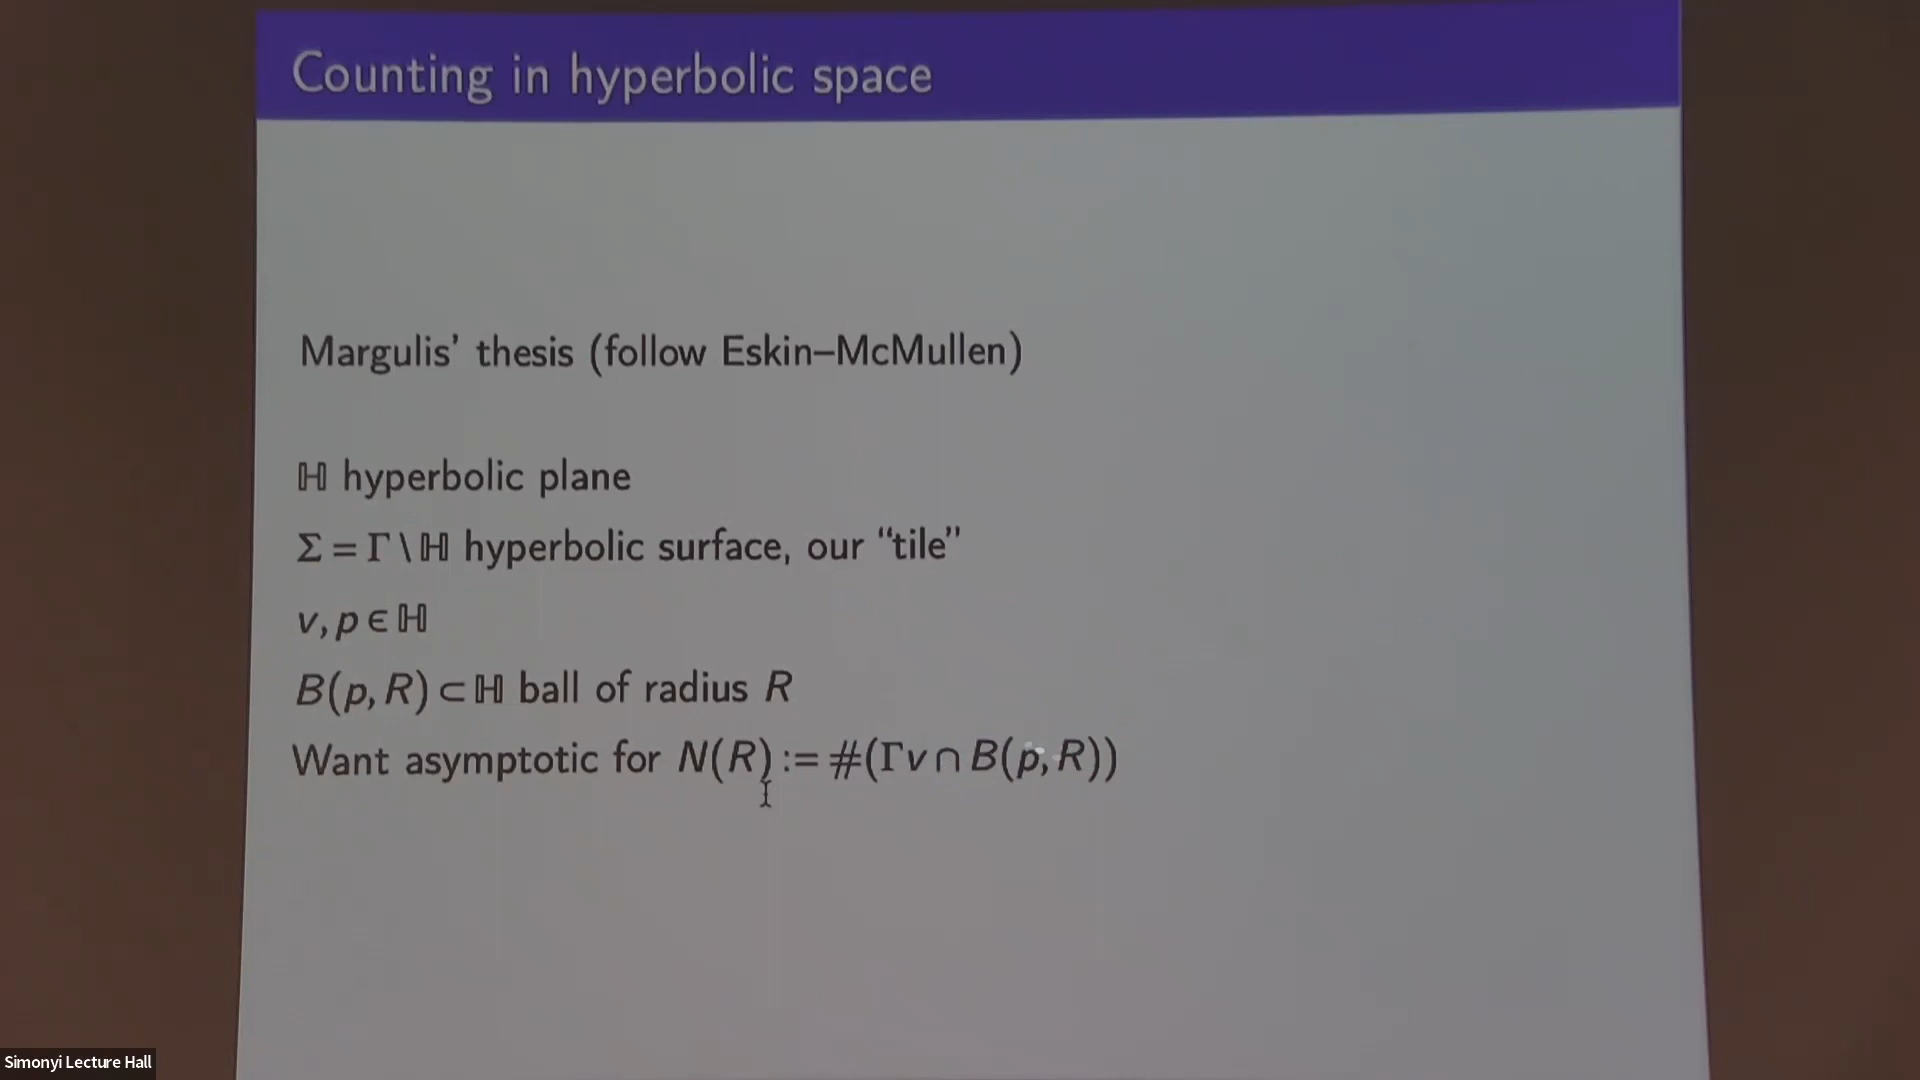 Counting in hyperbolic space
Margulis’ thesis (follow Eskin–McMullen)
ℍ hyperbolic plane
Σ = Γ \ ℍ hyperbolic surface, our “tile”
v, p ∈ ℍ
B(p, R) ⊂ ℍ ball of radius R
Want asymptotic for N(R) := #(Γv ∩ B(p, R))
Simonyi Lecture Hall